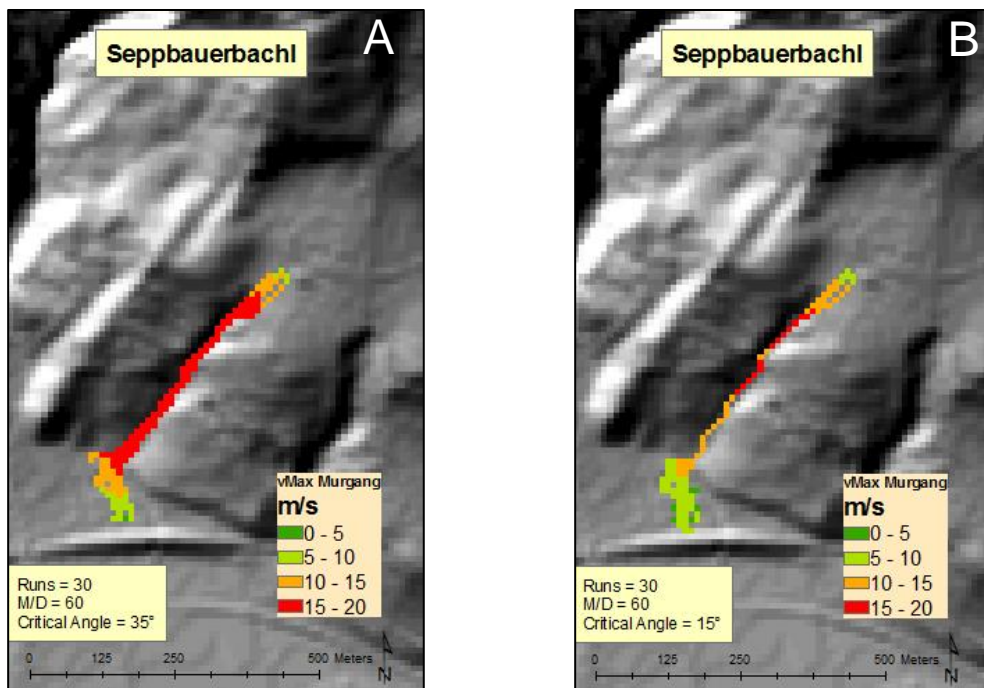 Seppbauerbachl
A
vMax Murgang
m/s
0 - 5
5 - 10
10 - 15
15 - 20
Runs = 30
M/D = 60
Critical Angle = 35°
0 125 250 500 Meters
N
Seppbauerbachl
B
vMax Murgang
m/s
0 - 5
5 - 10
10 - 15
15 - 20
Runs = 30
M/D = 60
Critical Angle = 15°
0 125 250 500 Meters
N